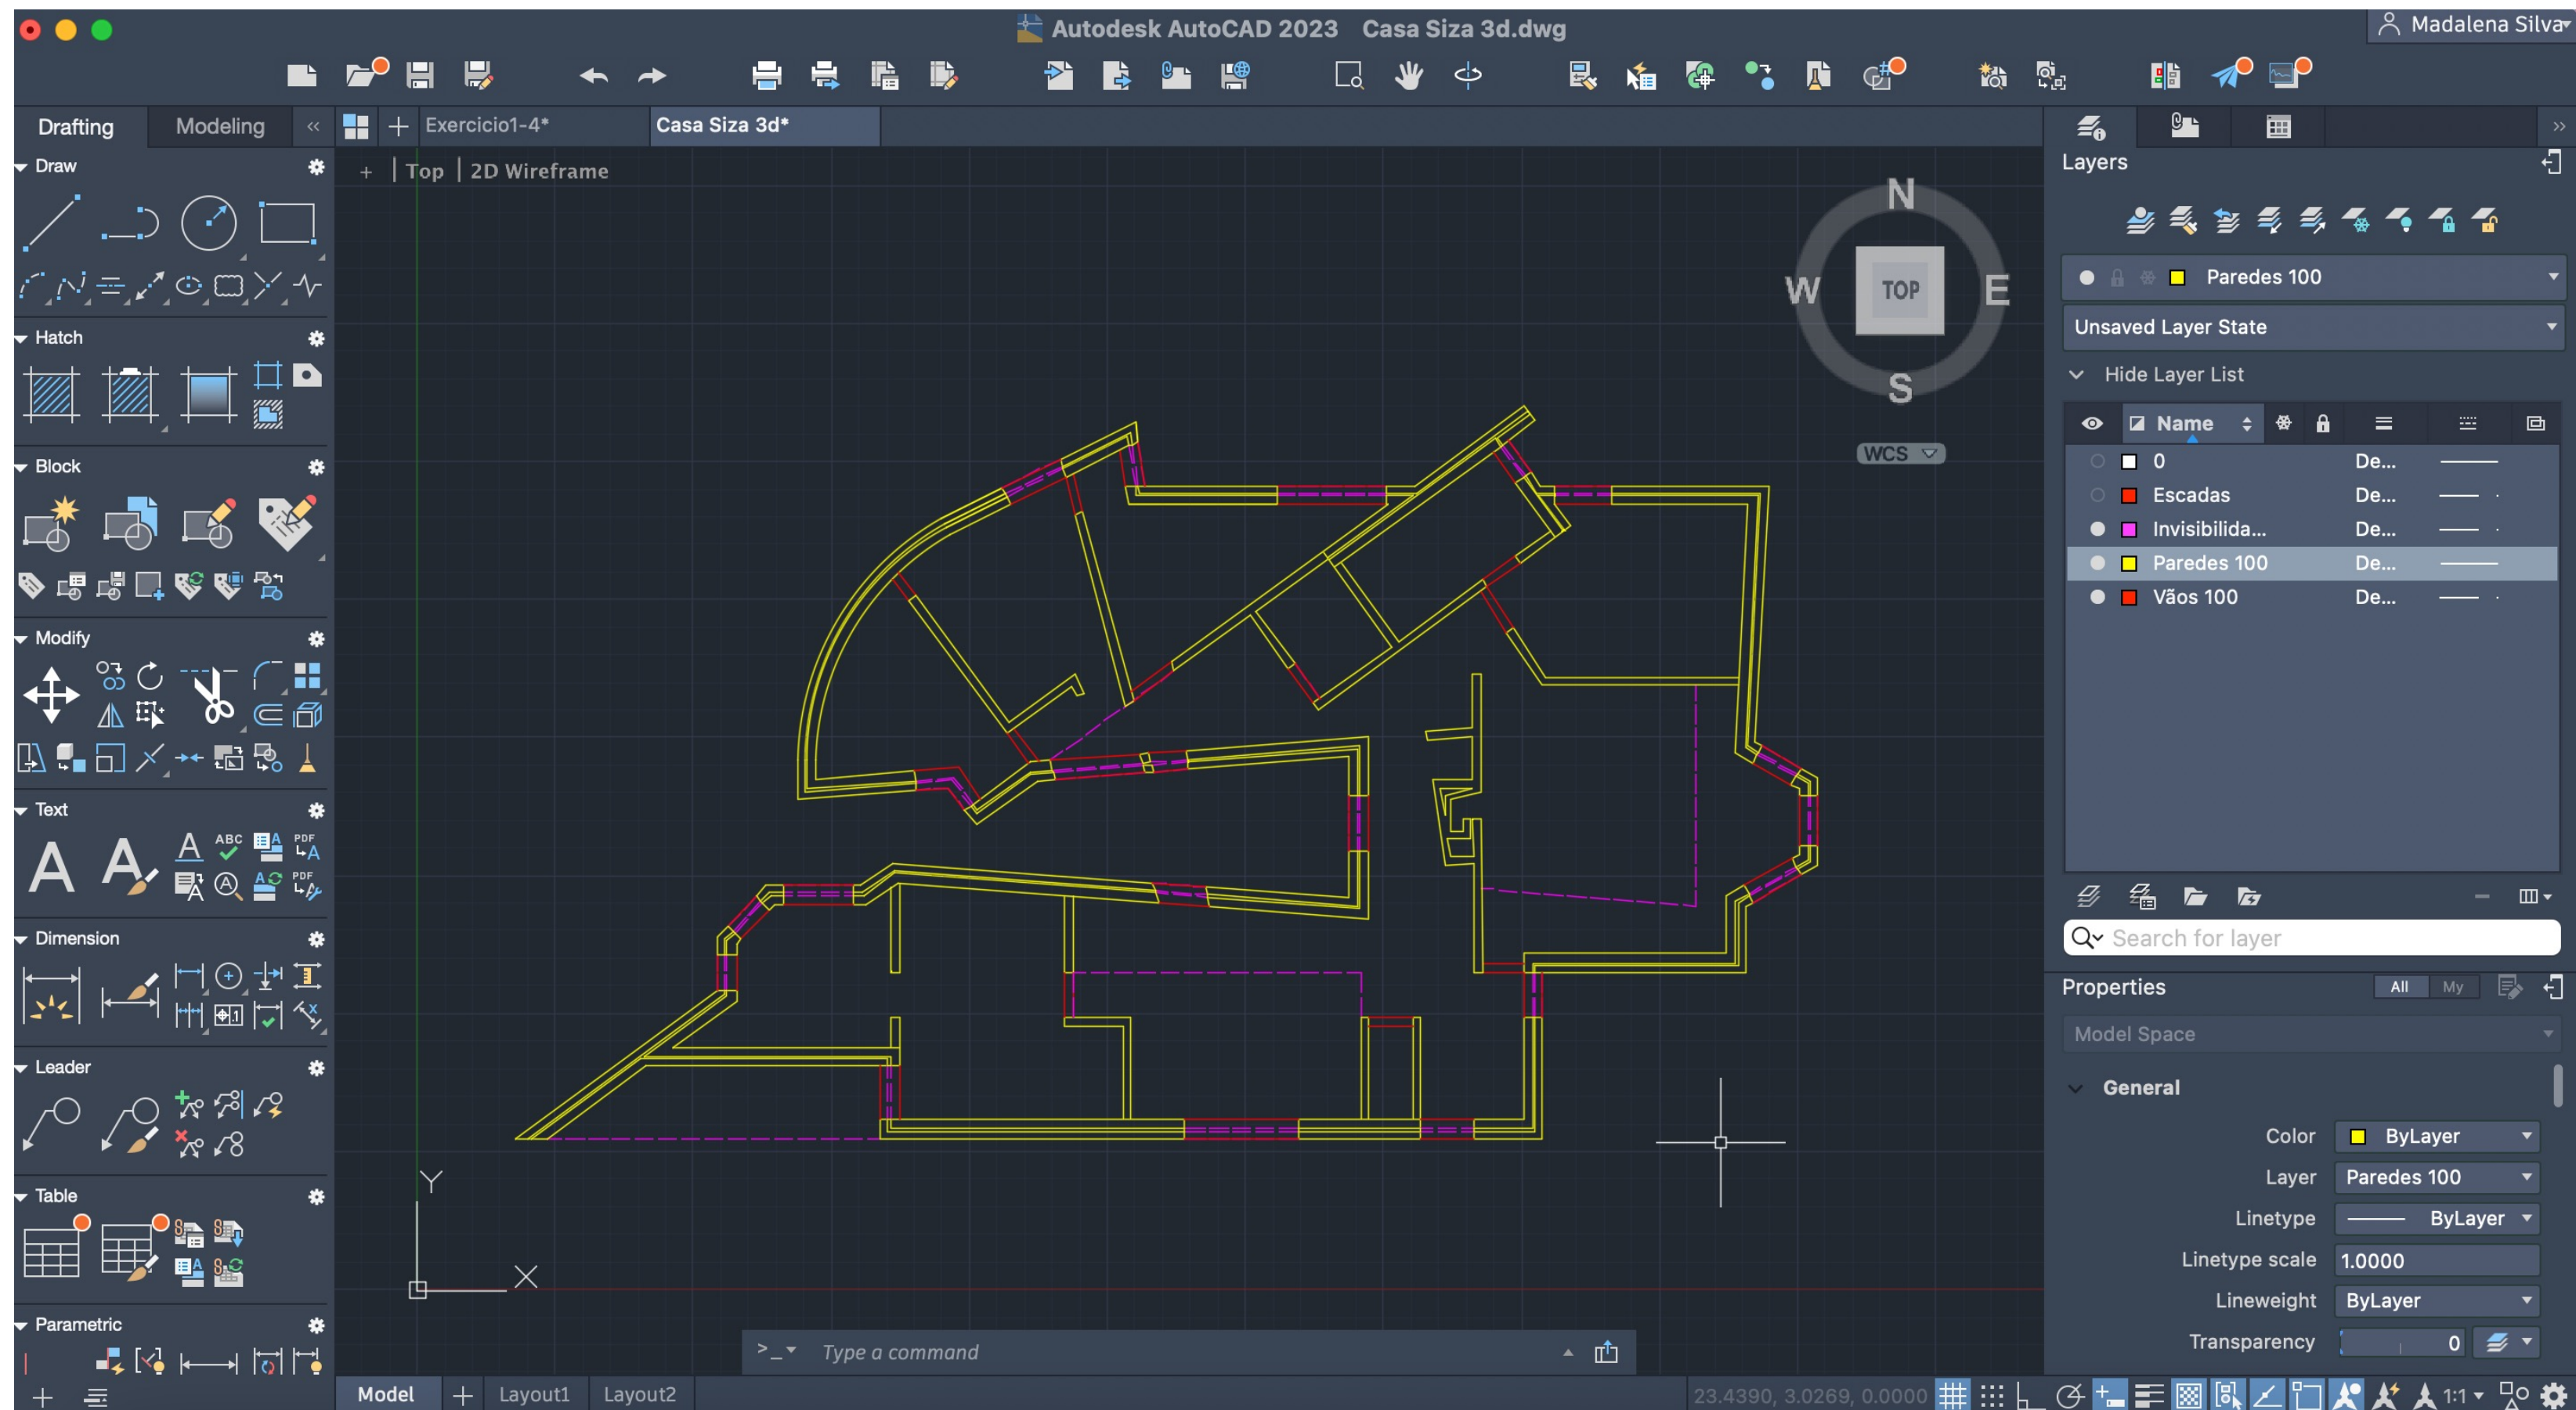 Autodesk AutoCAD 2023 Casa Siza 3d.dwg
Madalena Silva
Drafting
Modeling
Exercicio1-4*
Casa Siza 3d*
+ | Top | 2D Wireframe
Draw
Hatch
Block
Modify
Text
A
A
A
ABC
A
PDF
A
A
A
A
PDF
Dimension
.1
Leader
Table
A
Parametric
N
W
TOP
E
S
WCS
Y
X
>_ Type a command
Model
Layout1
Layout2
23.4390, 3.0269, 0.0000
1:1
Layers
Paredes 100
Unsaved Layer State
Hide Layer List
Name
0 De...
Escadas De...
Invisibilida... De...
Paredes 100 De...
Vãos 100 De...
Search for layer
Properties
All
My
Model Space
General
Color ByLayer
Layer Paredes 100
Linetype ByLayer
Linetype scale 1.0000
Lineweight ByLayer
Transparency 0